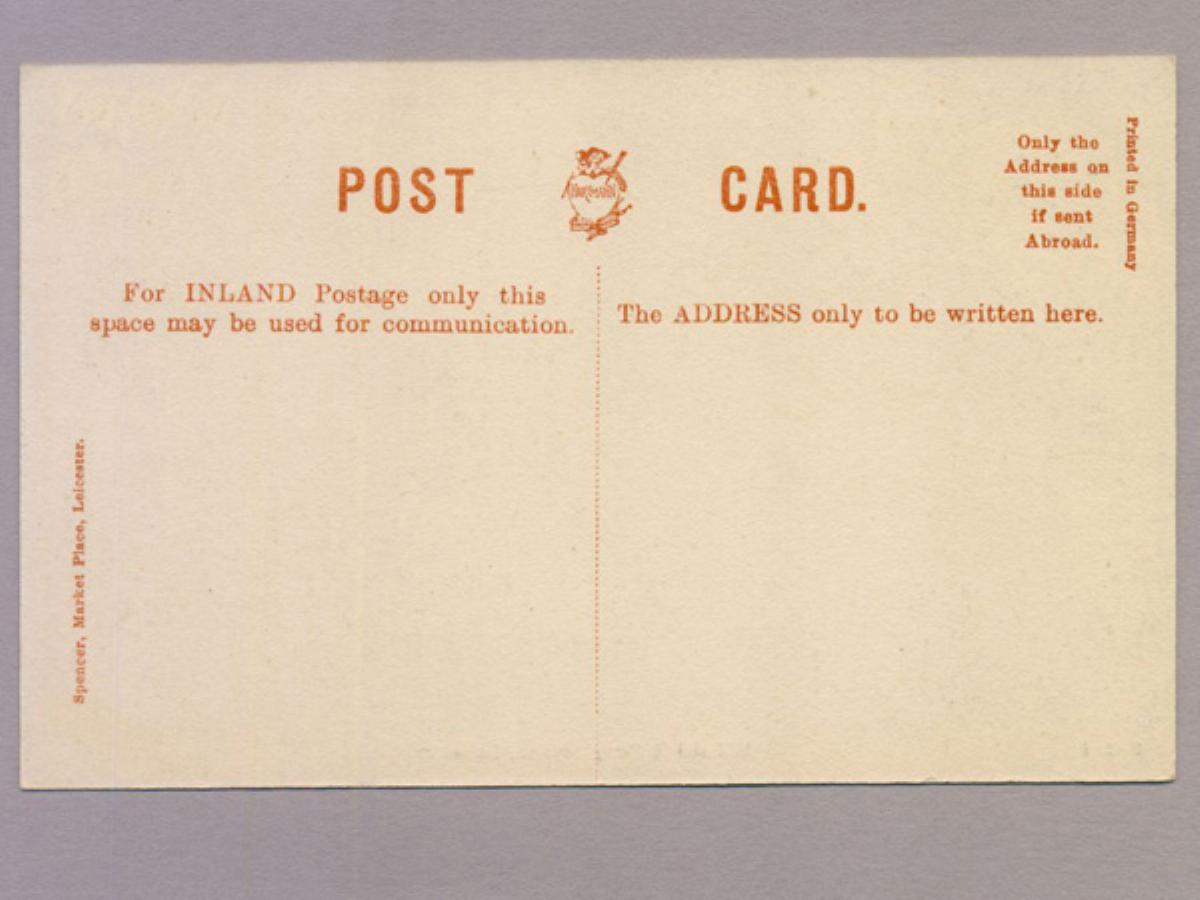 POST CARD.
Only the
Address on
this side
if sent
Abroad.
Printed in Germany
For INLAND Postage only this
space may be used for communication.
The ADDRESS only to be written here.
Spencer, Market Place, Leicester.